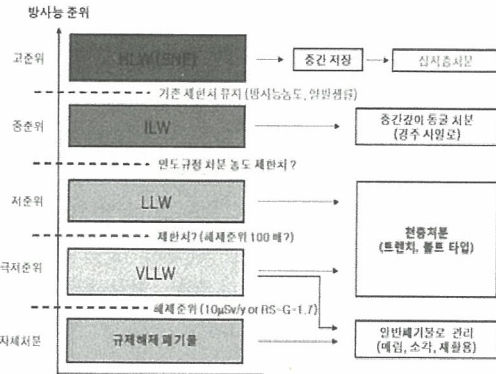 방사능 준위
고준위
HLW (SNF)
중간 저장
심지층처분
기존 제한치 유지 (방사능농도, 열발생률)
중준위
ILW
중간깊이 동굴 처분
(경주 사일로)
인도규정 처분 농도 제한치 ?
저준위
LLW
제한치? (해제준위 100 배?)
천층처분
(트렌치, 볼트 타입)
극저준위
VLLW
해제준위 (10μSv/y or RS-G-1.7)
자체처분
규제해제 폐기물
일반폐기물로 관리
(매립, 소각, 재활용)